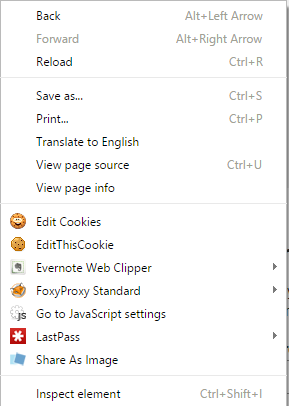 Back Alt+Left Arrow
Forward Alt+Right Arrow
Reload Ctrl+R
Save as... Ctrl+S
Print... Ctrl+P
Translate to English
View page source Ctrl+U
View page info
Edit Cookies
EditThisCookie
Evernote Web Clipper
FoxyProxy Standard
JS Go to JavaScript settings
LastPass
Share As Image
Inspect element Ctrl+Shift+I